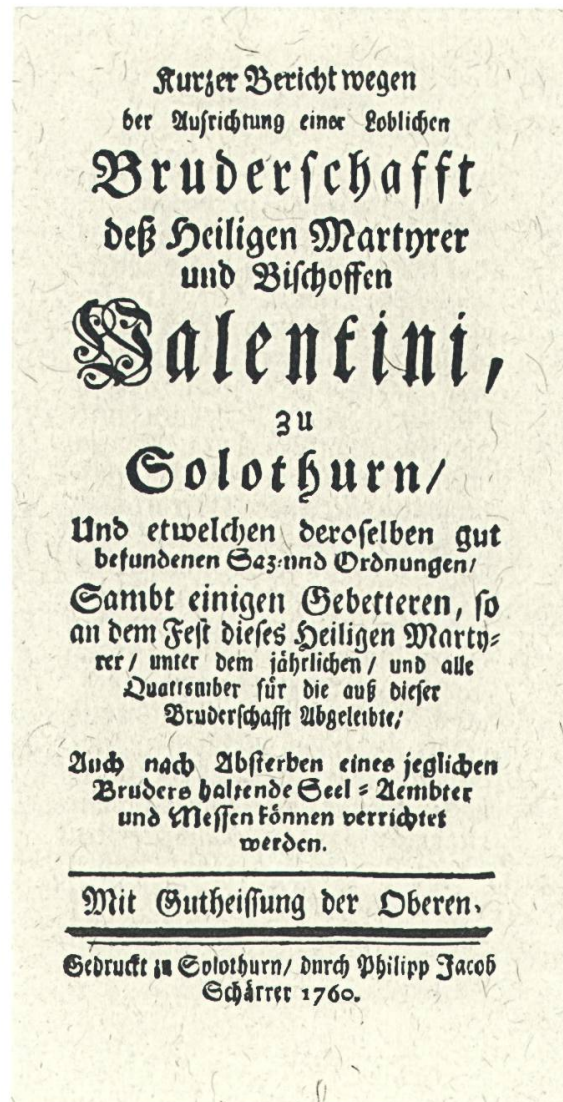 Kurzer Bericht wegen
der Aufrichtung einer Loblichen
Bruderschafft
deß Heiligen Martyrer
und Bischoffen
Valentini,
zu
Solothurn/
Und etwelchen deroselben gut
befundenen Saz-und Ordnungen/
Sambt einigen Gebetteren, so
an dem Fest dieses Heiligen Marty-
rer/ unter dem jährlichen/ und alle
Quattember für die auß dieser
Bruderschafft Abgeleibte/
Auch nach Absterben eines jeglichen
Bruders haltende Seel-Aembter
und Messen können verrichtet
werden.
Mit Gutheissung der Oberen.
Gedruckt zu Solothurn/ durch Philipp Jacob
Schärrer 1760.